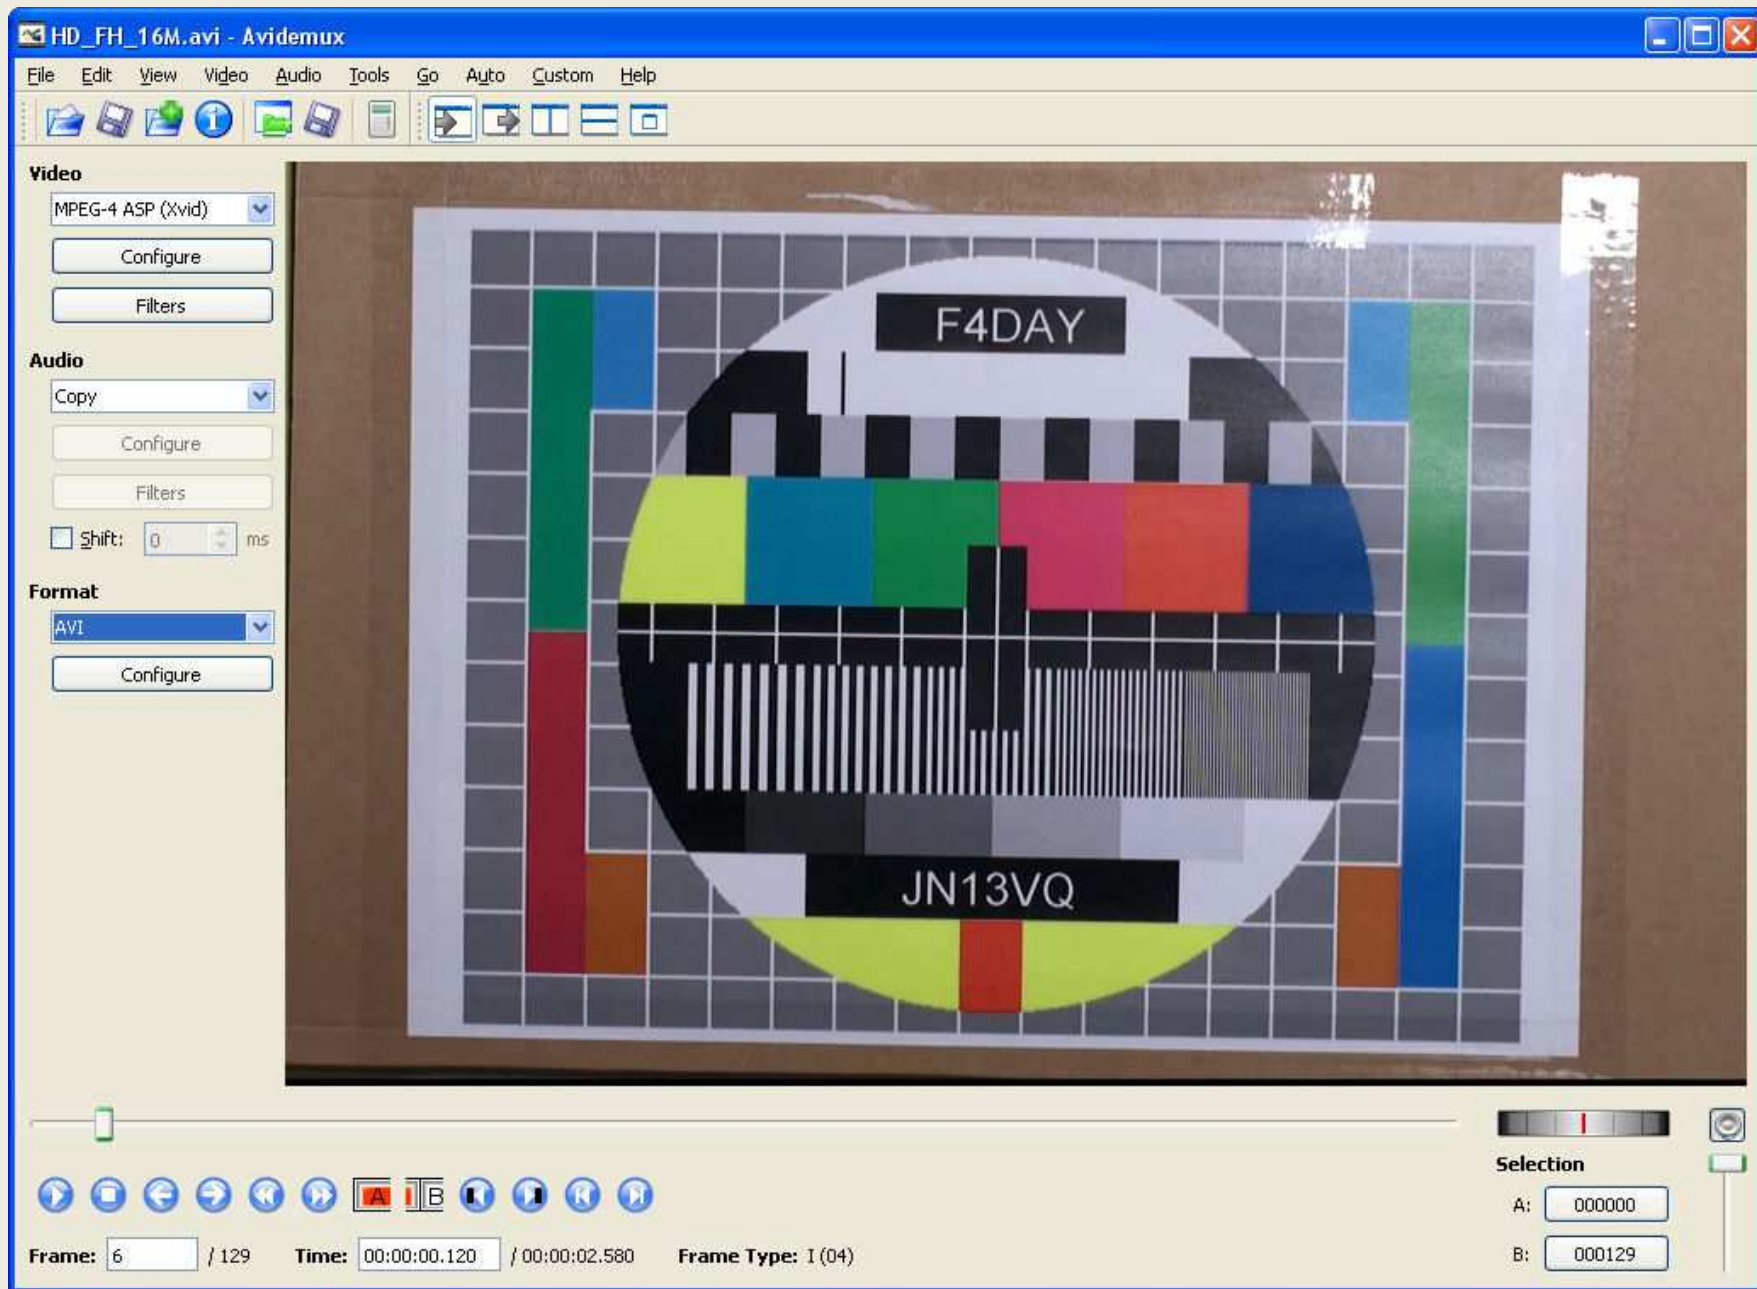 HD_FH_16M.avi - Avidemux
File Edit View Video Audio Tools Go Auto Custom Help
Video
MPEG-4 ASP (Xvid)
Configure
Filters
Audio
Copy
Configure
Filters
Shift: 0 ms
Format
AVI
Configure
F4DAY
JN13VQ
A B
Selection
A: 000000
B: 000129
Frame: 6 / 129 Time: 00:00:00.120 / 00:00:02.580 Frame Type: I (04)